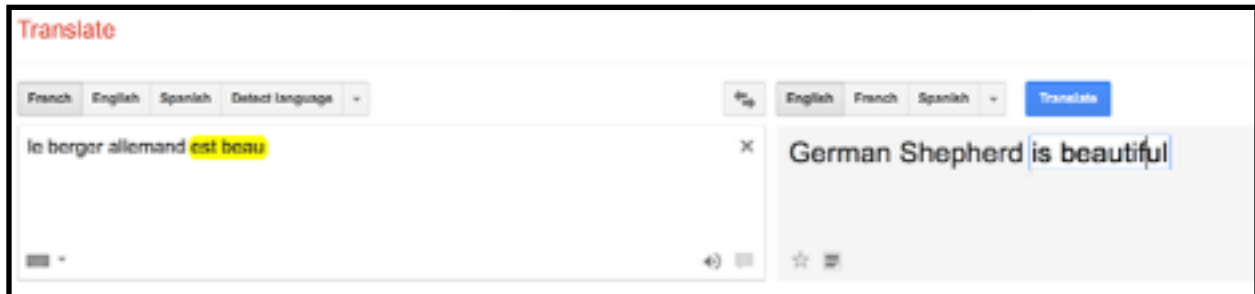 Translate
French English Spanish Detect language English French Spanish Translate
le berger allemand est beau
German Shepherd is beautiful